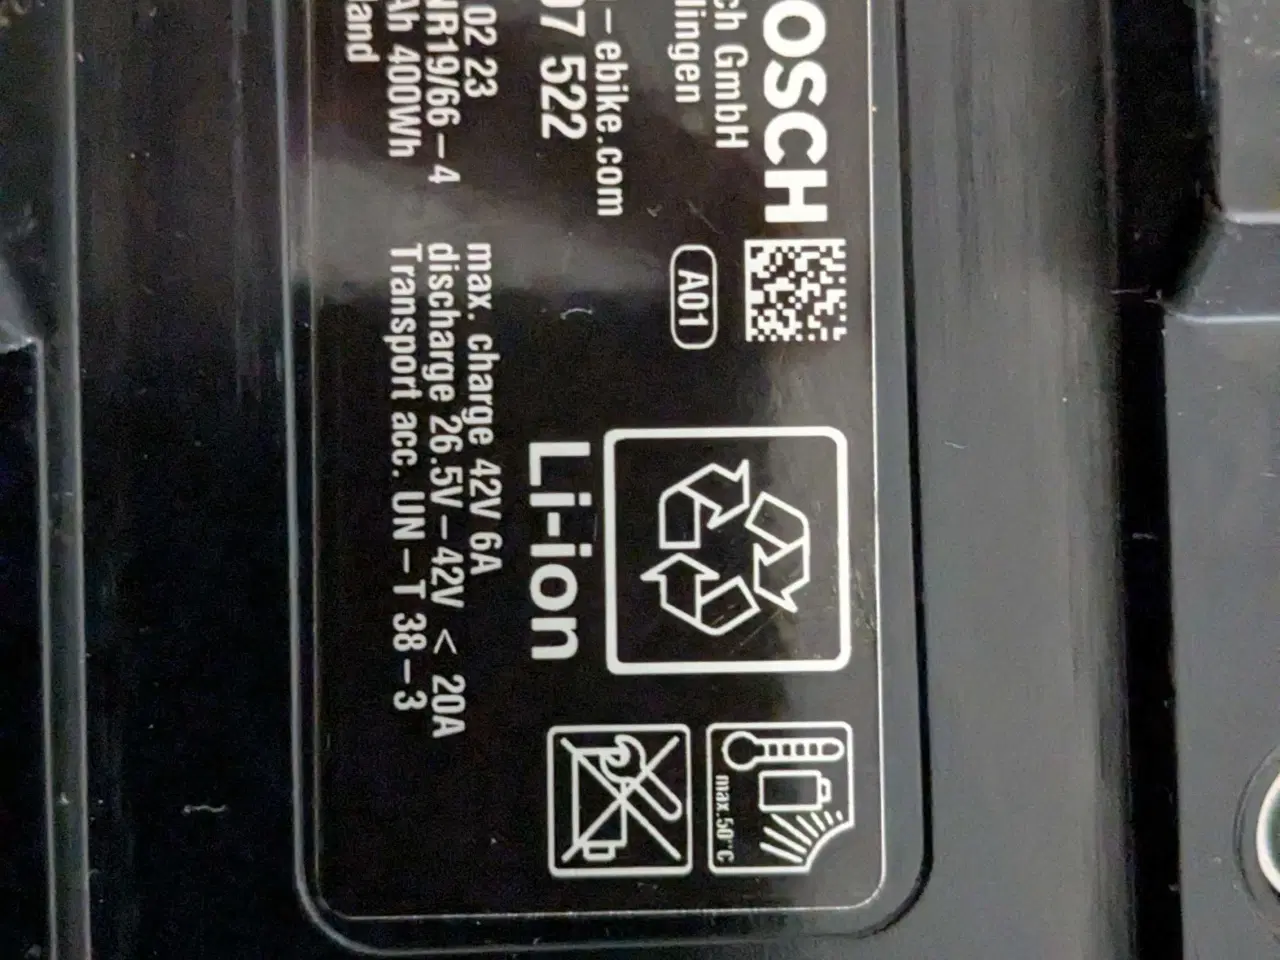 OSCH
ch GmbH
lingen
A01
-ebike.com
07 522
02 23
NR19/66-4
Ah 400Wh
land
Li-ion
max. charge 42V 6A
discharge 26.5V-42V < 20A
Transport acc. UN-T 38-3
max.50°C